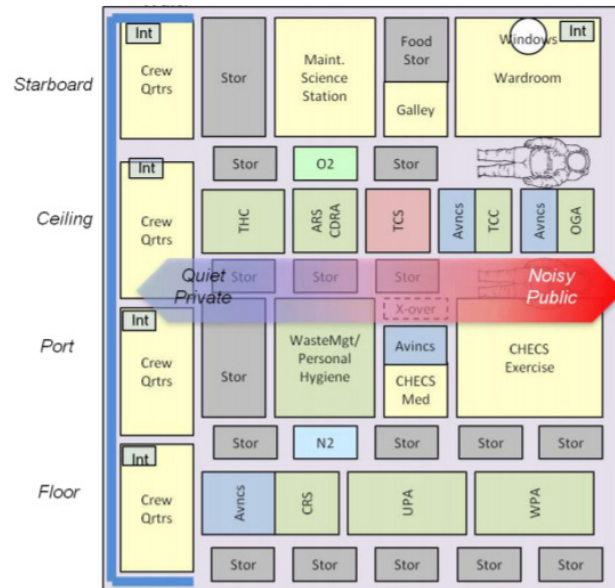 Int
Crew
Qrtrs
Stor
Maint.
Science
Station
Food
Stor
Galley
Windows
Int
Wardroom
Starboard
Stor
O2
Stor
Int
Crew
Qrtrs
THC
ARS
CDRA
TCS
Avncs
TCC
Avncs
OGA
Ceiling
Quiet
Private
Stor
Stor
Stor
Noisy
Public
X-over
Int
Crew
Qrtrs
Stor
WasteMgt/
Personal
Hygiene
Avincs
CHECS
Med
CHECS
Exercise
Port
Stor
N2
Stor
Stor
Stor
Int
Crew
Qrtrs
Avncs
CRS
UPA
WPA
Floor
Stor
Stor
Stor
Stor
Stor